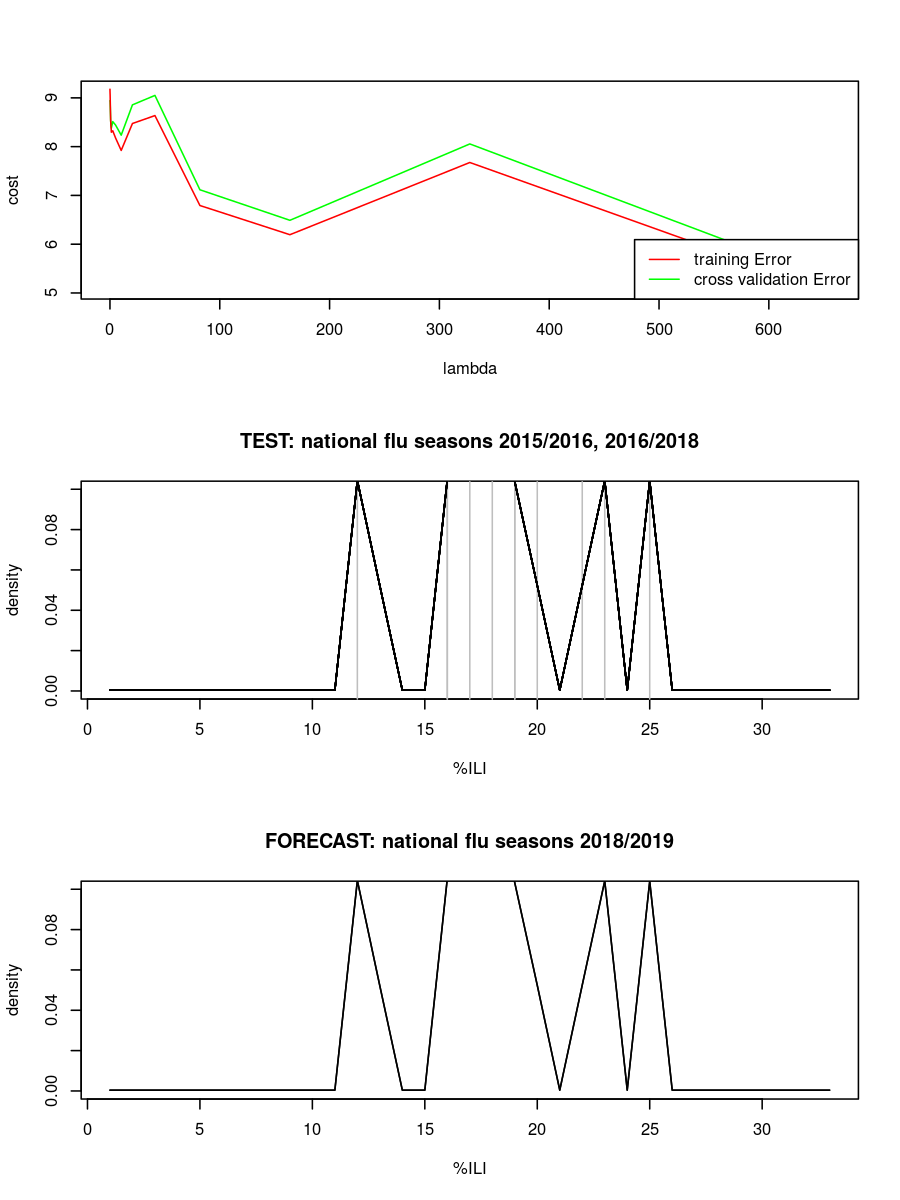 9
8
7
6
5
cost
training Error
cross validation Error
0 100 200 300 400 500 600
lambda
TEST: national flu seasons 2015/2016, 2016/2018
0.08
0.04
0.00
density
0 5 10 15 20 25 30
%ILI
FORECAST: national flu seasons 2018/2019
0.08
0.04
0.00
density
0 5 10 15 20 25 30
%ILI